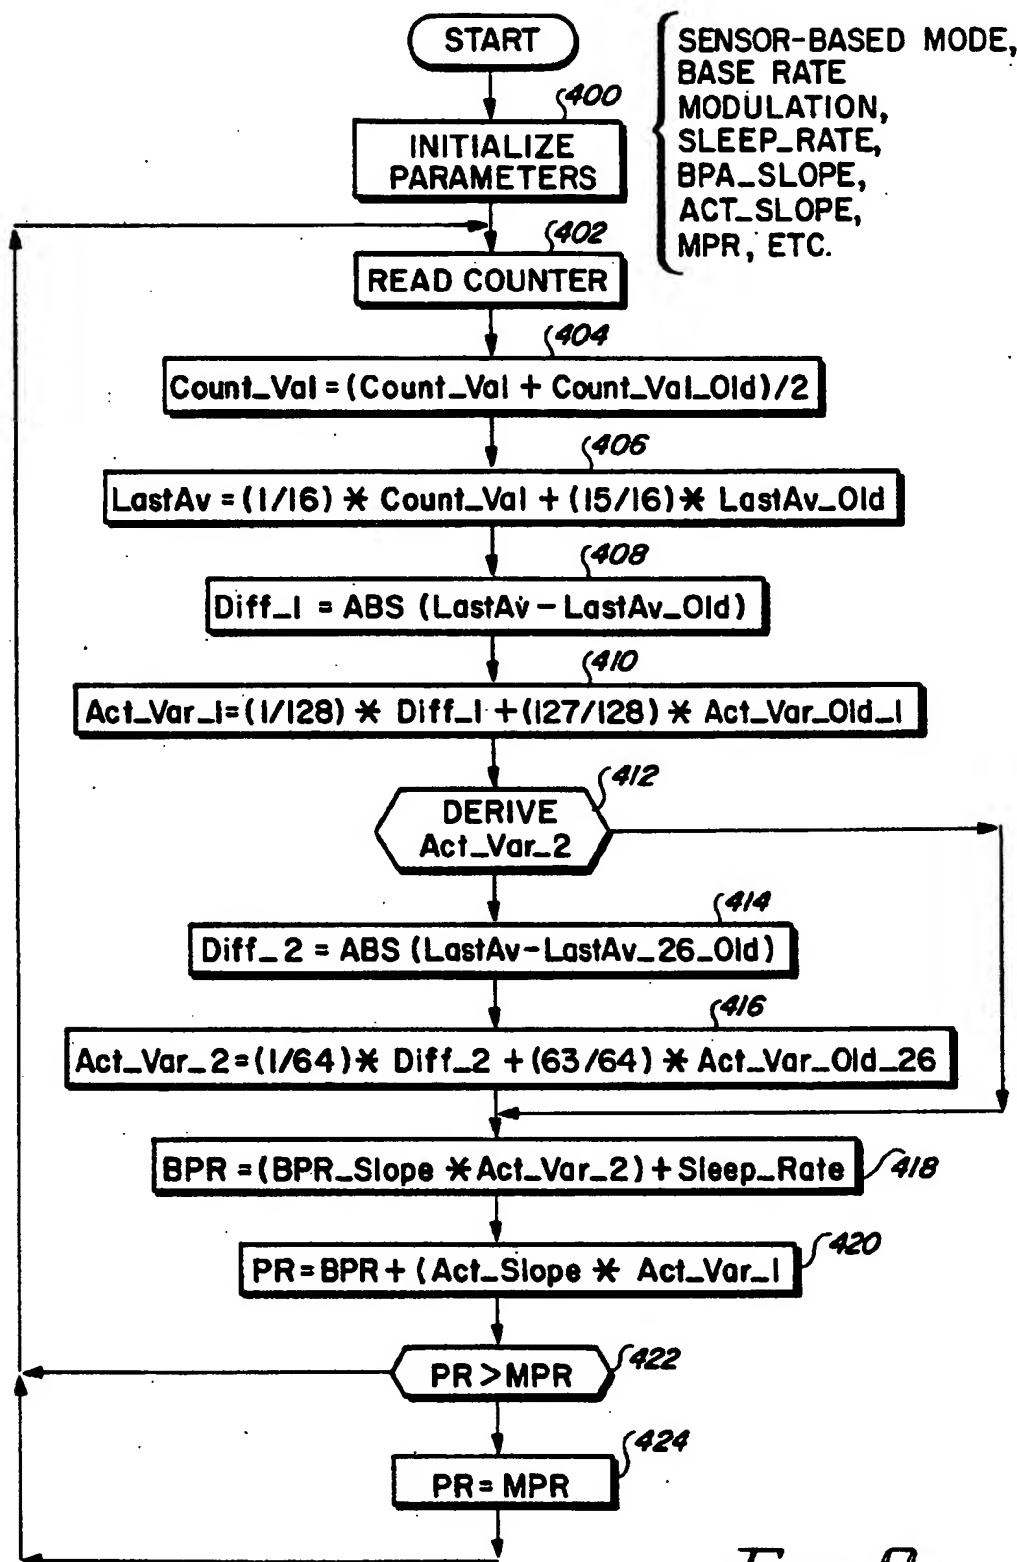 START
SENSOR-BASED MODE,
BASE RATE
MODULATION,
SLEEP_RATE,
BPA_SLOPE,
ACT_SLOPE,
MPR, ETC.
400
INITIALIZE
PARAMETERS
402
READ COUNTER
404
Count_Val = (Count_Val + Count_Val_Old)/2
406
LastAv = (1/16) * Count_Val + (15/16) * LastAv_Old
408
Diff_1 = ABS (LastAv - LastAv_Old)
410
Act_Var_1=(1/128) * Diff_1 +(127/128) * Act_Var_Old_1
412
DERIVE
Act_Var_2
414
Diff_2 = ABS (LastAv-LastAv_26_Old)
416
Act_Var_2=(1/64)* Diff_2 +(63/64) * Act_Var_Old_26
BPR=(BPR_Slope *Act_Var_2)+Sleep_Rate
418
PR=BPR+ (Act_Slope * Act_Var_1
420
PR>MPR
422
424
PR= MPR